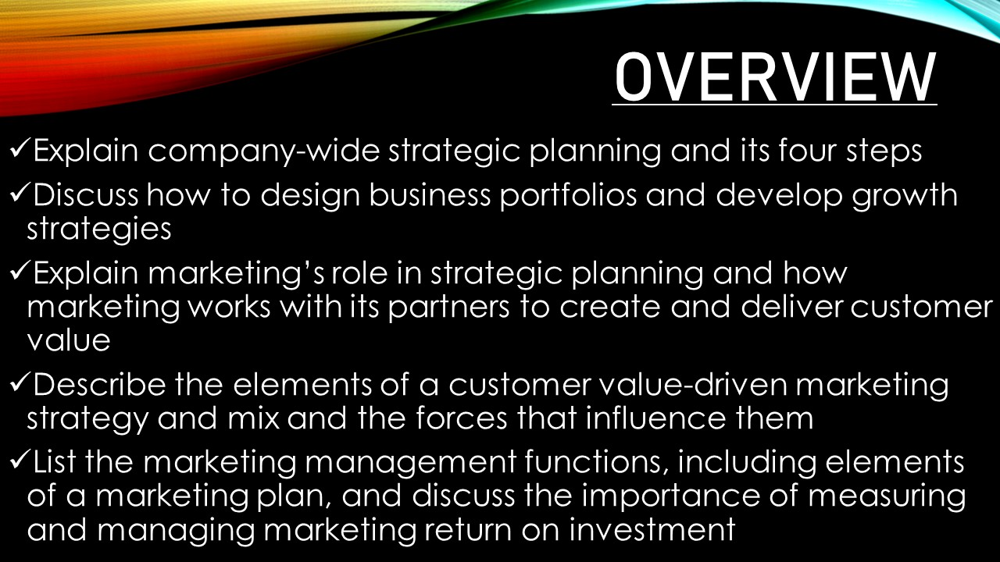 OVERVIEW
✓Explain company-wide strategic planning and its four steps
✓Discuss how to design business portfolios and develop growth
strategies
✓Explain marketing’s role in strategic planning and how
marketing works with its partners to create and deliver customer
value
✓Describe the elements of a customer value-driven marketing
strategy and mix and the forces that influence them
✓List the marketing management functions, including elements
of a marketing plan, and discuss the importance of measuring
and managing marketing return on investment